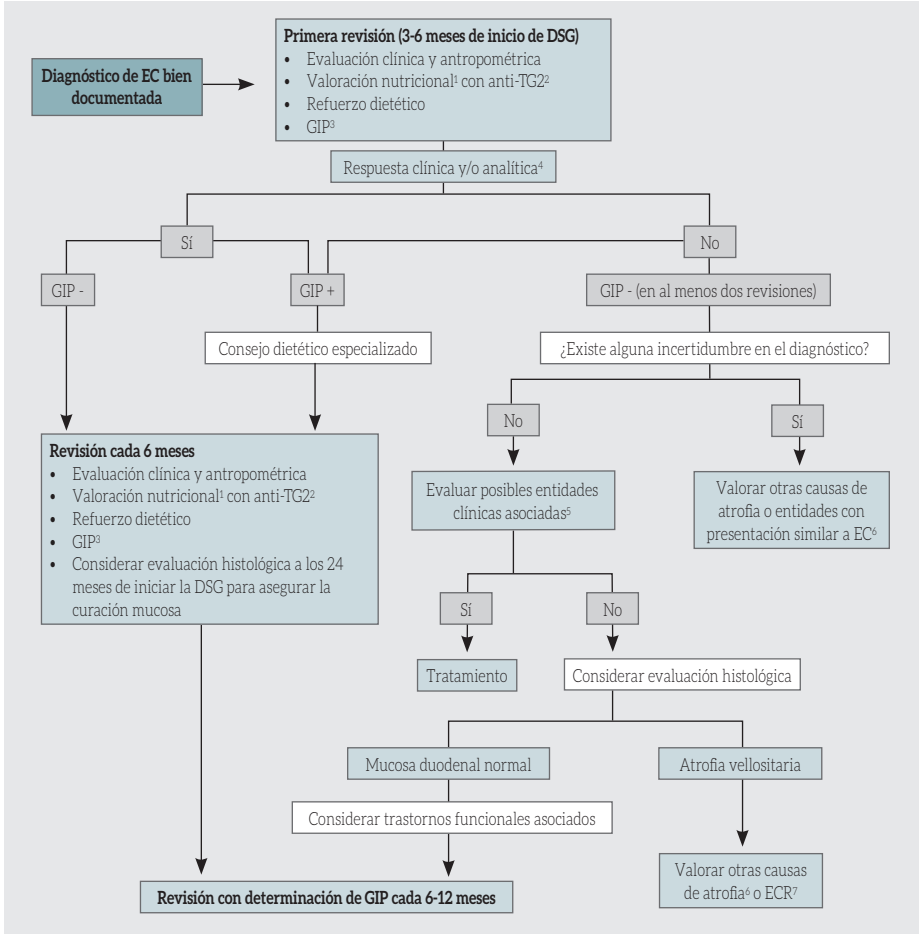 Diagnóstico de EC bien
documentada
Primera revisión (3-6 meses de inicio de DSG)
• Evaluación clínica y antropométrica
• Valoración nutricional¹ con anti-TG2²
• Refuerzo dietético
• GIP³
Respuesta clínica y/o analítica⁴
Sí
No
GIP -
GIP +
GIP - (en al menos dos revisiones)
Consejo dietético especializado
¿Existe alguna incertidumbre en el diagnóstico?
No
Sí
Revisión cada 6 meses
• Evaluación clínica y antropométrica
• Valoración nutricional¹ con anti-TG2²
• Refuerzo dietético
• GIP³
• Considerar evaluación histológica a los 24
meses de iniciar la DSG para asegurar la
curación mucosa
Evaluar posibles entidades
clínicas asociadas⁵
Valorar otras causas de
atrofia o entidades con
presentación similar a EC⁶
Sí
No
Tratamiento
Considerar evaluación histológica
Mucosa duodenal normal
Atrofia vellositaria
Considerar trastornos funcionales asociados
Valorar otras causas
de atrofia⁶ o ECR⁷
Revisión con determinación de GIP cada 6-12 meses